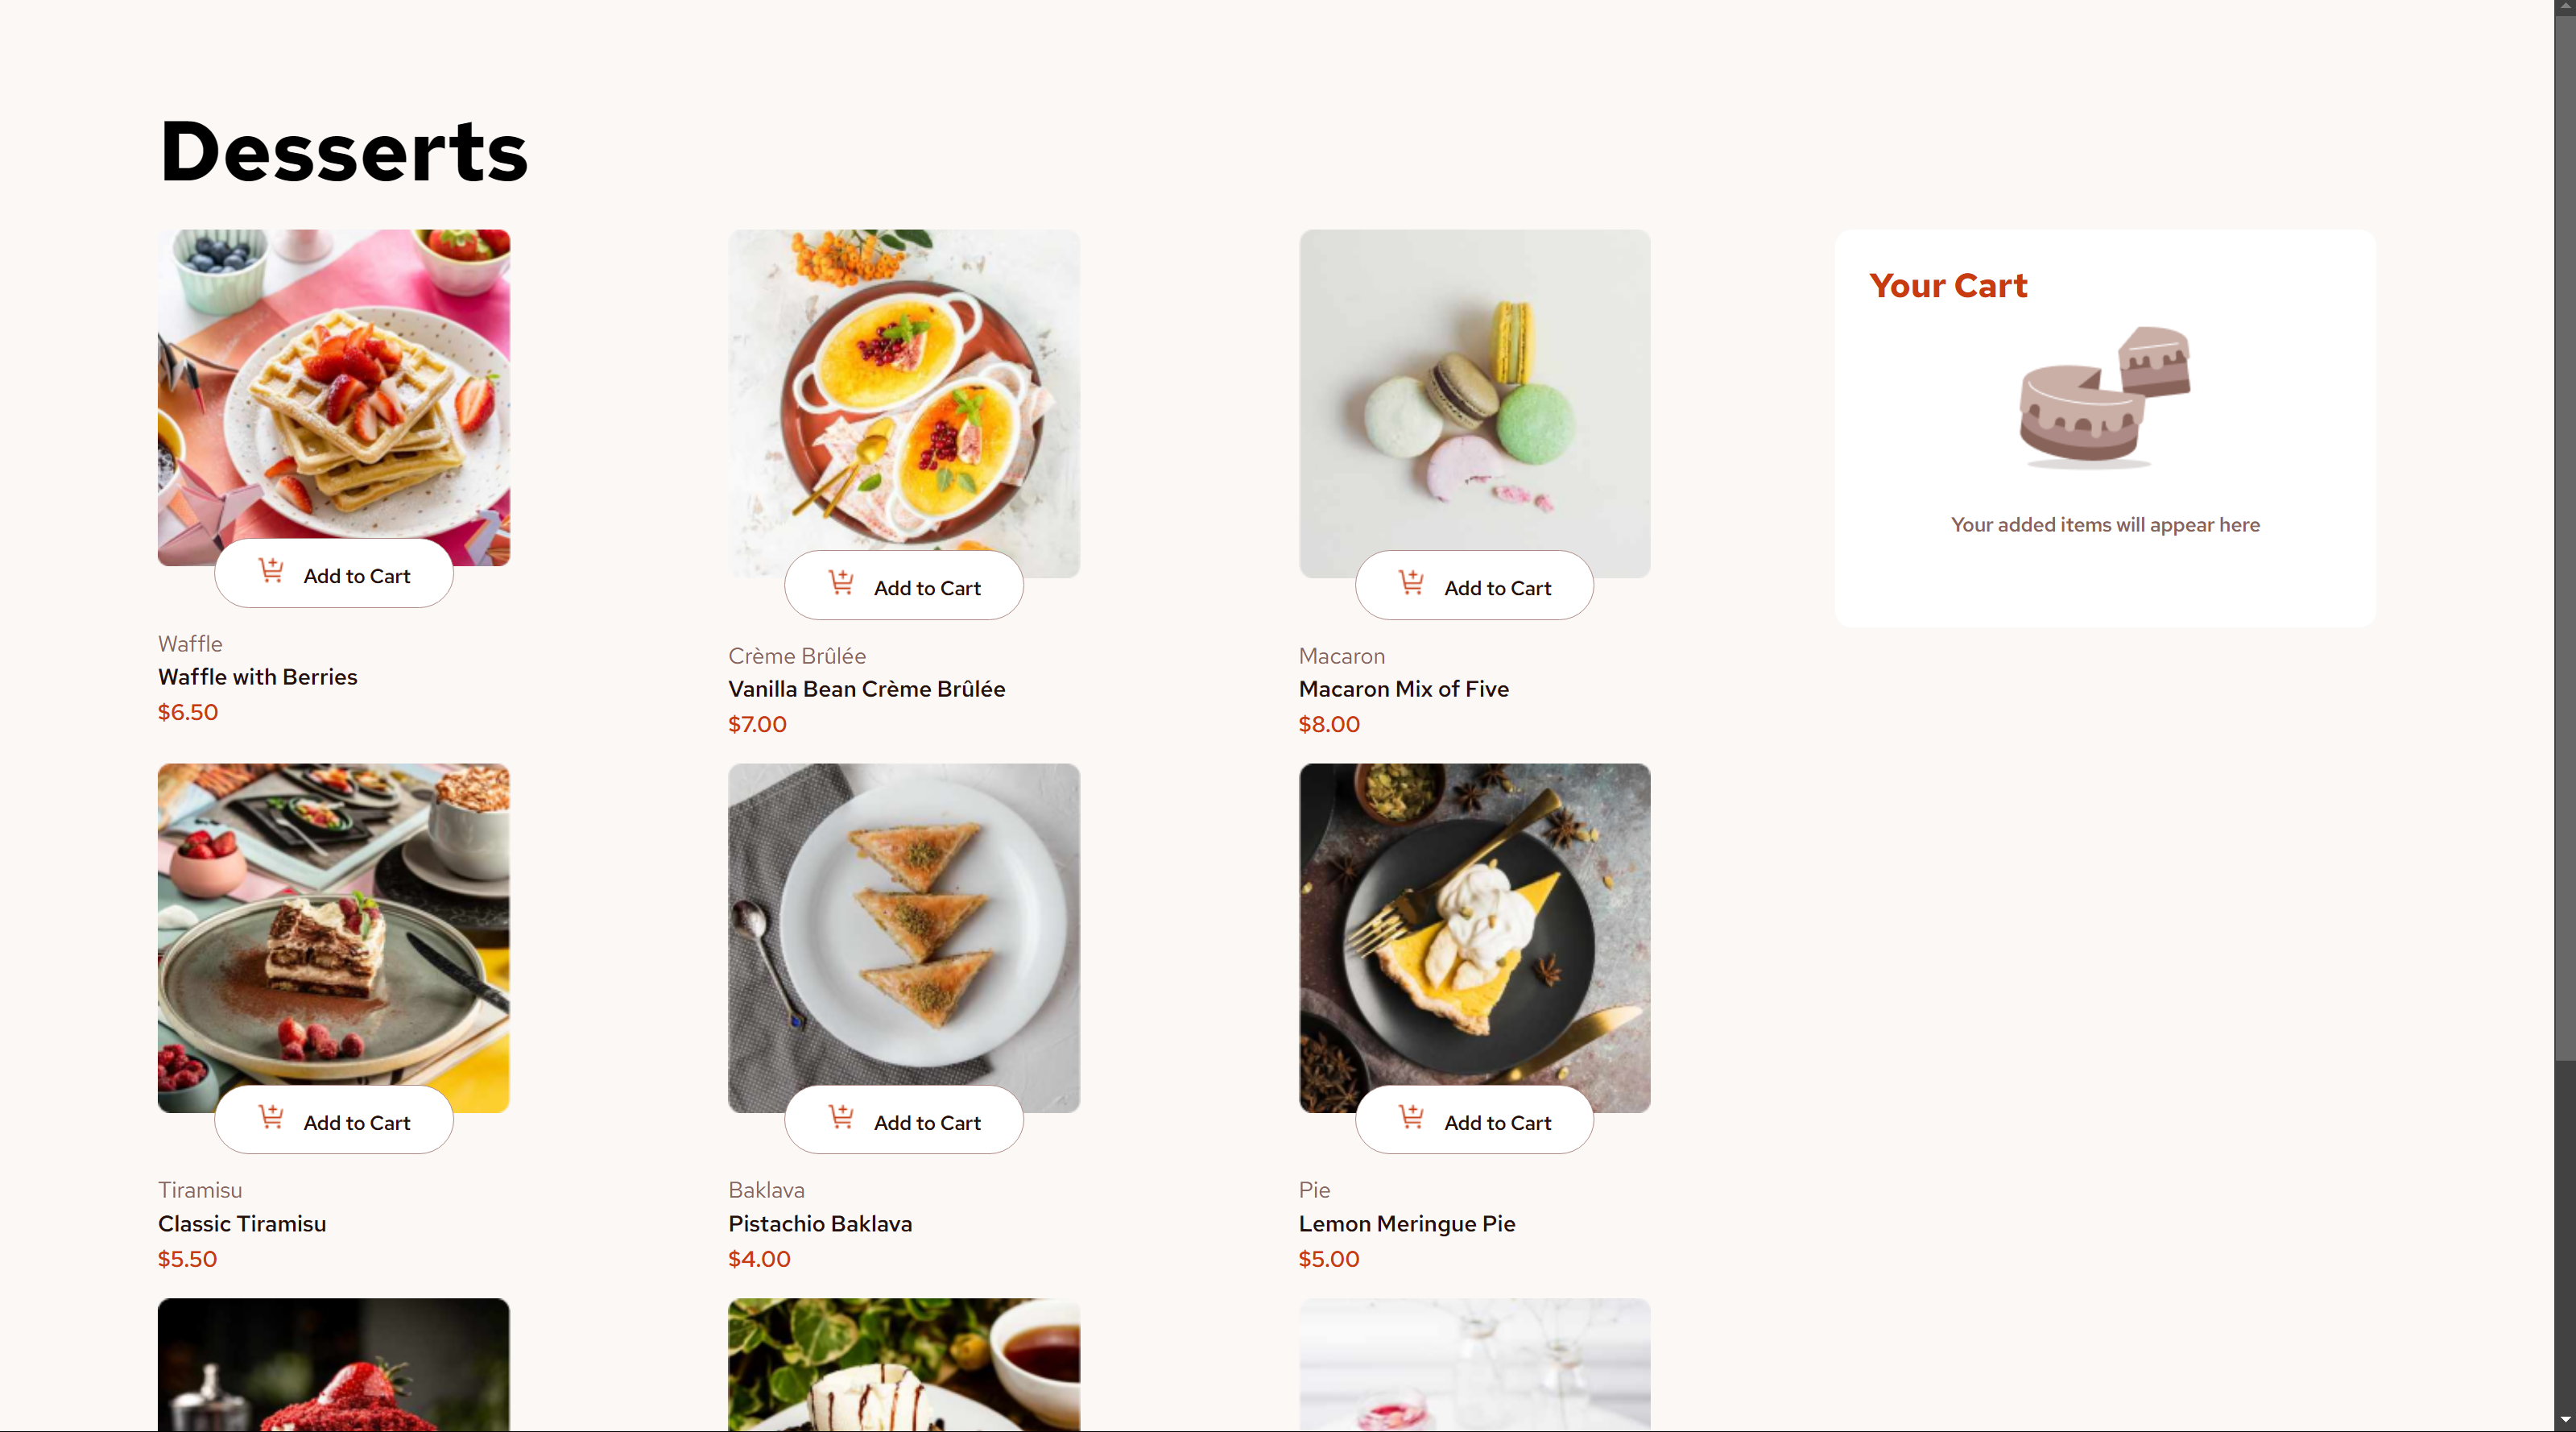 Desserts
Your Cart
Your added items will appear here
Add to Cart
Add to Cart
Add to Cart
Waffle
Waffle with Berries
$6.50
Crème Brûlée
Vanilla Bean Crème Brûlée
$7.00
Macaron
Macaron Mix of Five
$8.00
Add to Cart
Add to Cart
Add to Cart
Tiramisu
Classic Tiramisu
$5.50
Baklava
Pistachio Baklava
$4.00
Pie
Lemon Meringue Pie
$5.00